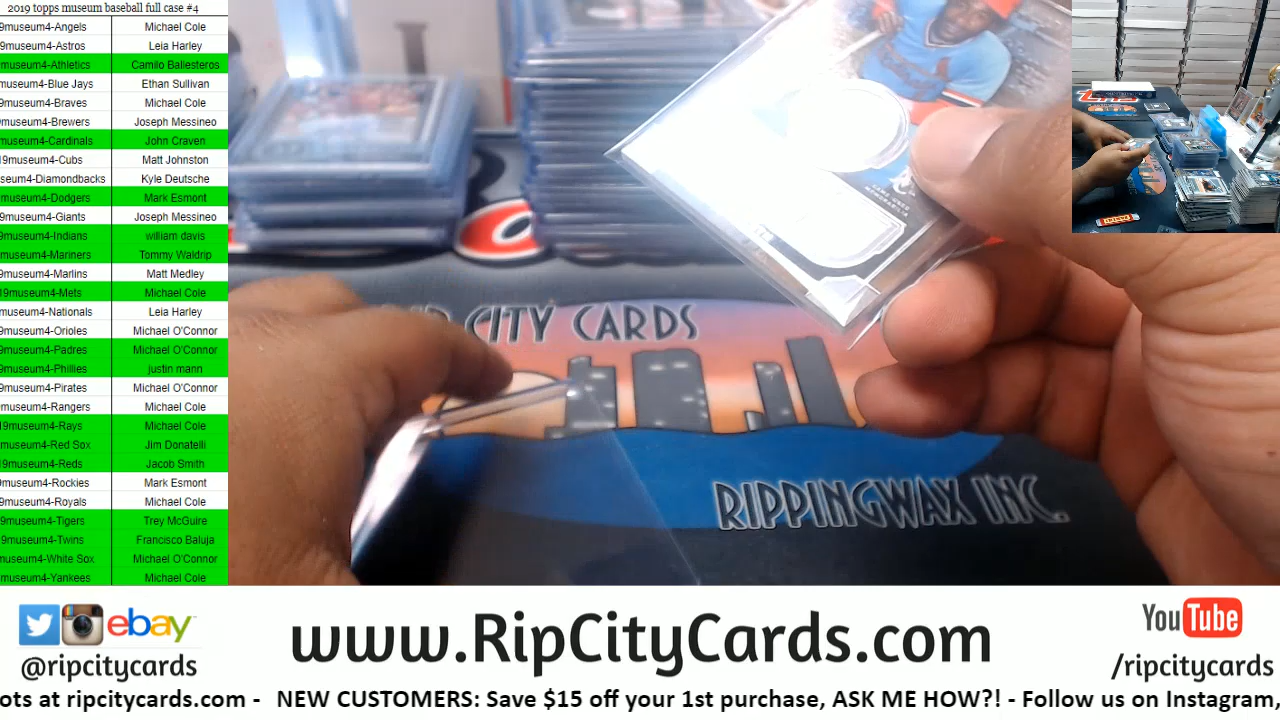 2019 topps museum baseball full case #4
9museum4-Angels Michael Cole
9museum4-Astros Leia Harley
museum4-Athletics Camilo Ballesteros
museum4-Blue Jays Ethan Sullivan
museum4-Braves Michael Cole
museum4-Brewers Joseph Messineo
museum4-Cardinals John Craven
19museum4-Cubs Matt Johnston
seum4-Diamondbacks Kyle Deutsche
museum4-Dodgers Mark Esmont
9museum4-Giants Joseph Messineo
9museum4-Indians william davis
museum4-Mariners Tommy Waldrip
museum4-Marlins Matt Medley
19museum4-Mets Michael Cole
museum4-Nationals Leia Harley
museum4-Orioles Michael O'Connor
9museum4-Padres Michael O'Connor
museum4-Phillies justin mann
museum4-Pirates Michael O'Connor
museum4-Rangers Michael Cole
19museum4-Rays Michael Cole
museum4-Red Sox Jim Donatelli
9museum4-Reds Jacob Smith
museum4-Rockies Mark Esmont
9museum4-Royals Michael Cole
9museum4-Tigers Trey McGuire
9museum4-Twins Francisco Baluja
museum4-White Sox Michael O'Connor
museum4-Yankees Michael Cole
GAME USED
MEMORABILIA
CITY CARDS
RIPPINGWAX INC.
ebay
@ripcitycards
www.RipCityCards.com
YouTube
/ripcitycards
ots at ripcitycards.com - NEW CUSTOMERS: Save $15 off your 1st purchase, ASK ME HOW?! - Follow us on Instagram,